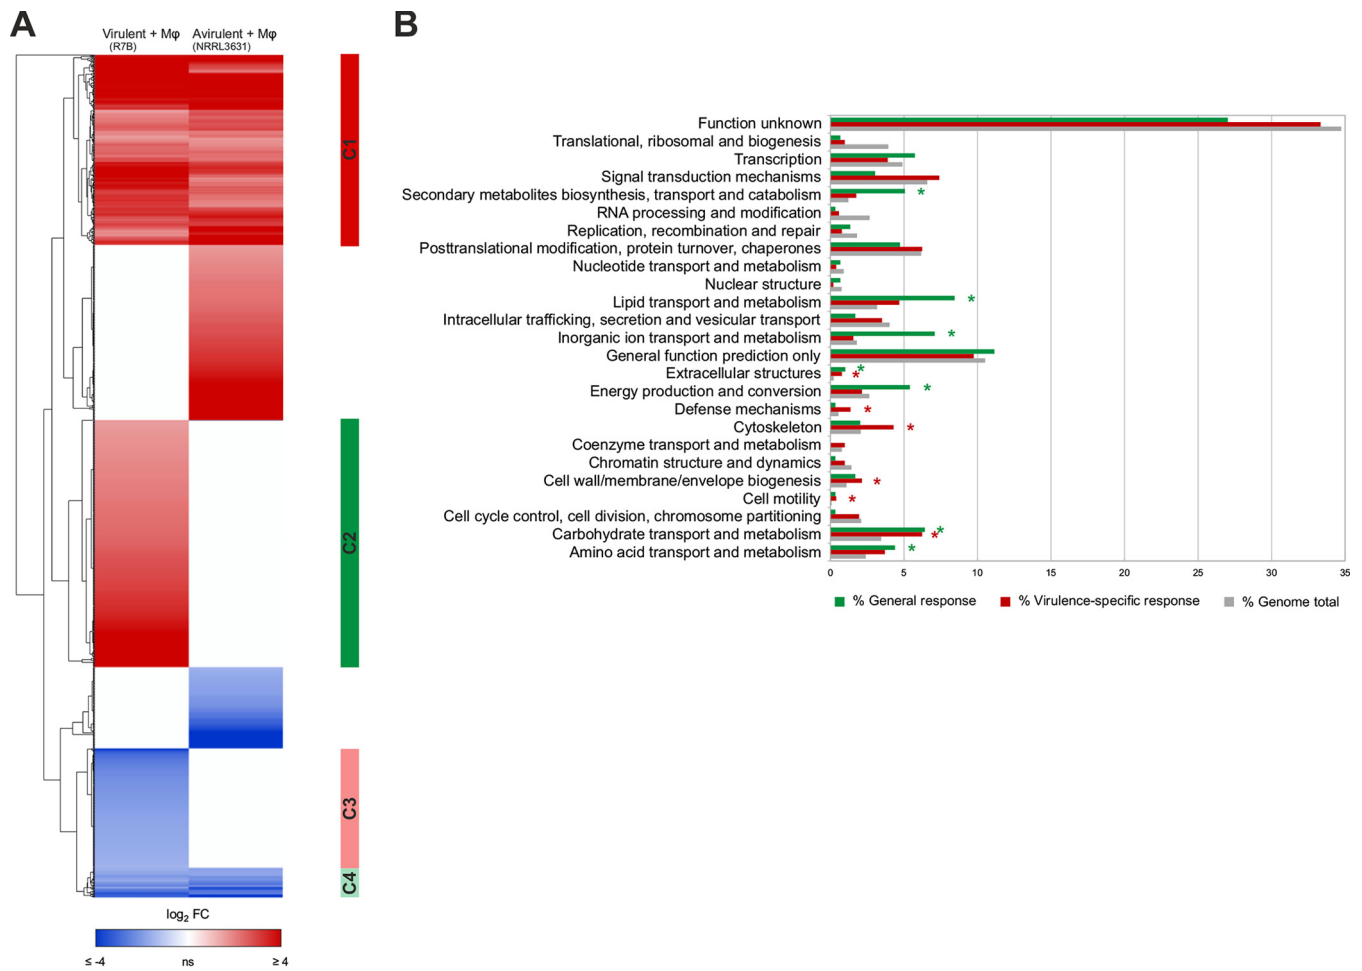 A
Virulent + Mφ
(R7B)
Avirulent + Mφ
(NRRL3631)
C1
C2
C3
C4
log2 FC
≤ -4
ns
≥ 4
B
Function unknown
Translational, ribosomal and biogenesis
Transcription
Signal transduction mechanisms
Secondary metabolites biosynthesis, transport and catabolism
*
RNA processing and modification
Replication, recombination and repair
Posttranslational modification, protein turnover, chaperones
Nucleotide transport and metabolism
Nuclear structure
Lipid transport and metabolism
*
Intracellular trafficking, secretion and vesicular transport
Inorganic ion transport and metabolism
*
General function prediction only
Extracellular structures
*
*
Energy production and conversion
*
Defense mechanisms
*
Cytoskeleton
*
Coenzyme transport and metabolism
Chromatin structure and dynamics
Cell wall/membrane/envelope biogenesis
*
Cell motility
*
Cell cycle control, cell division, chromosome partitioning
Carbohydrate transport and metabolism
*
*
Amino acid transport and metabolism
*
0 5 10 15 20 25 30 35
% General response
% Virulence-specific response
% Genome total